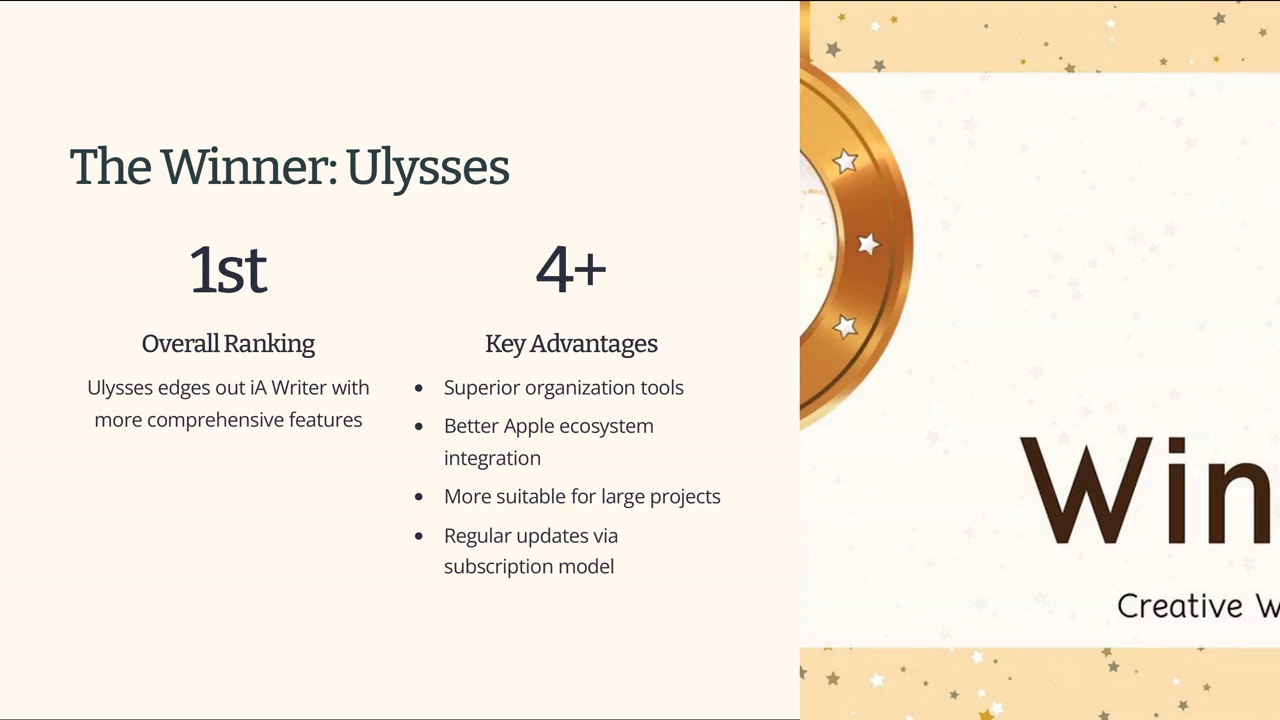 The Winner: Ulysses
1st
Overall Ranking
Ulysses edges out iA Writer with
more comprehensive features
4+
Key Advantages
• Superior organization tools
• Better Apple ecosystem
integration
• More suitable for large projects
• Regular updates via
subscription model
Win
Creative W